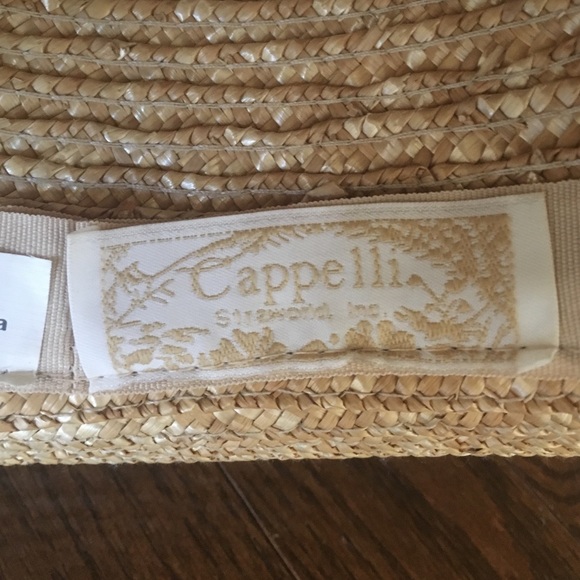 Cappelli
Straworld, Inc.
a